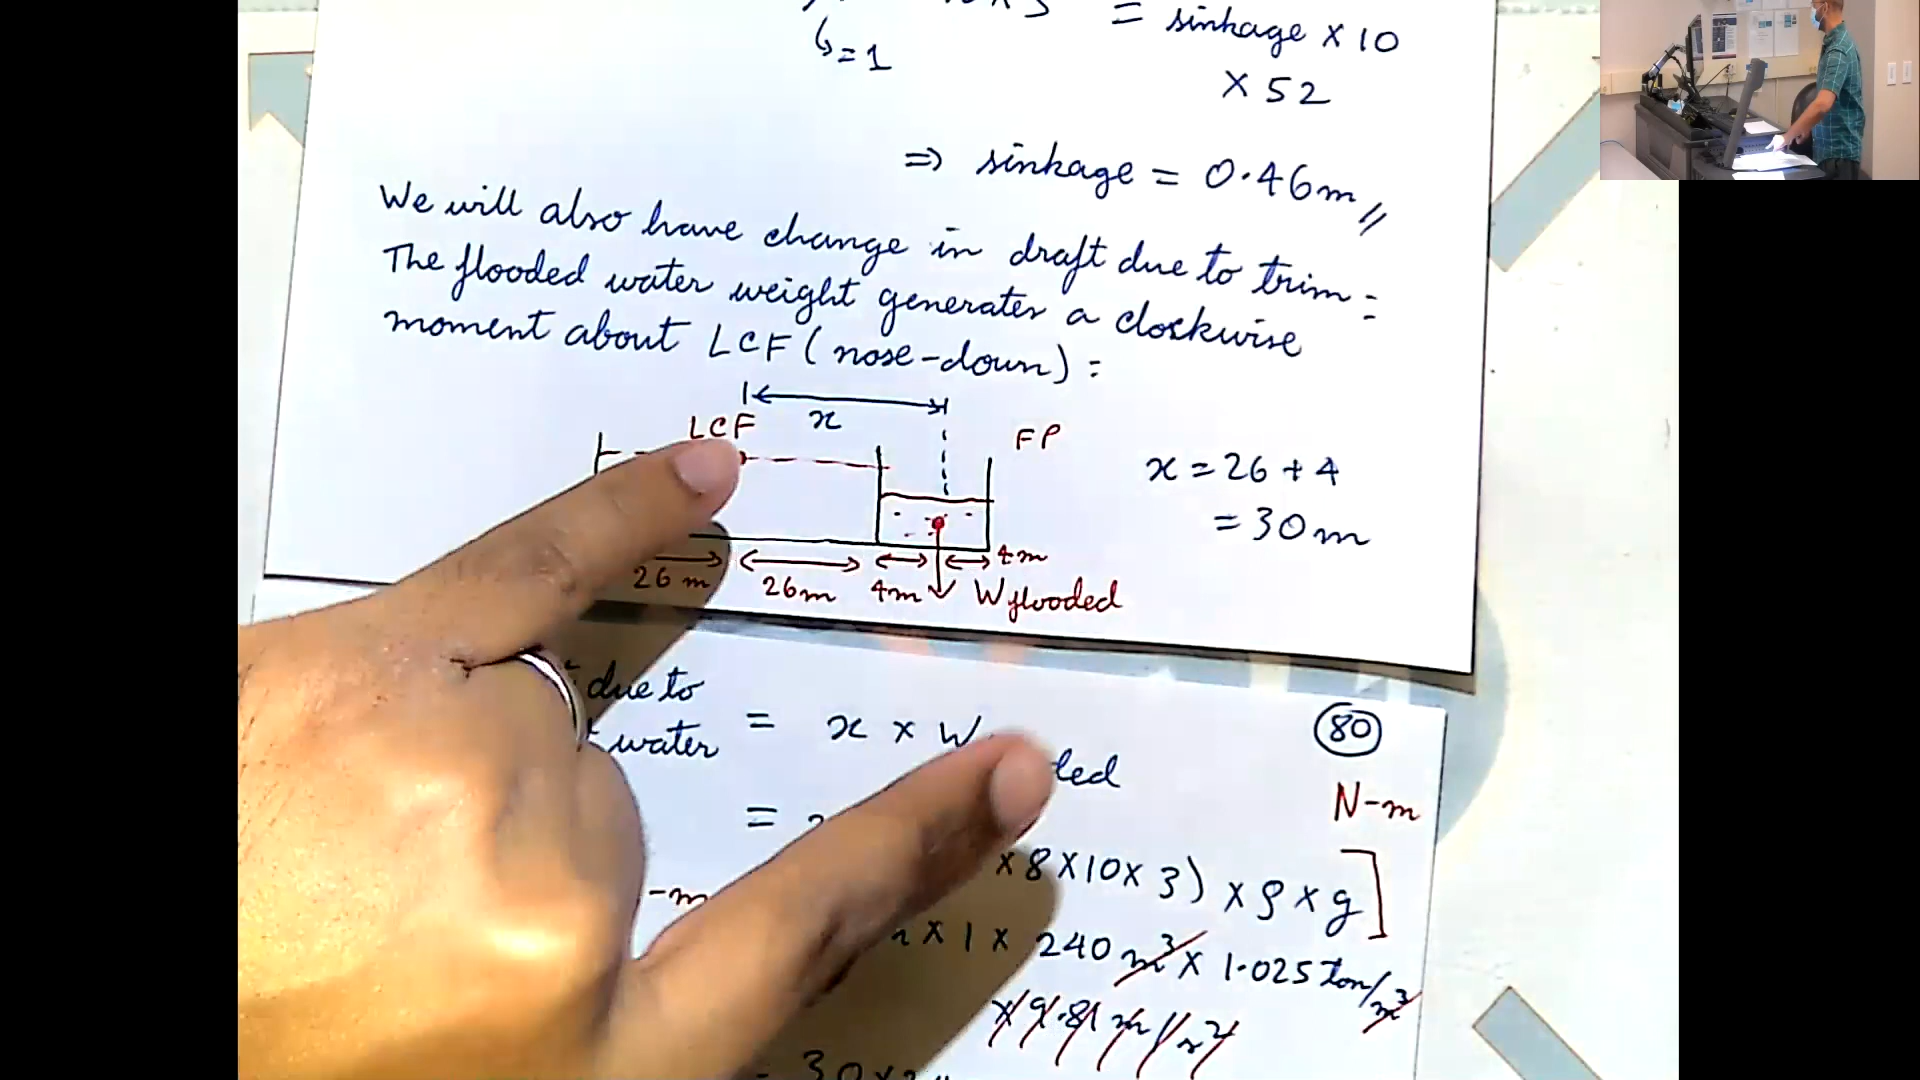 = sinkage × 10
↳ = 1
× 52
⇒ sinkage = 0.46m //
We will also have change in draft due to trim :
The flooded water weight generates a clockwise
moment about LCF (nose-down) :
x
LCF
FP
x = 26 + 4
= 30 m
26 m
26m
4m
4m
W flooded
80
due to
water = x × W
N-m
=
× 8 × 10 × 3) × ρ × g ]
-m
× 1 × 240 m³ × 1.025 ton/m³
× 9.81 m/s²